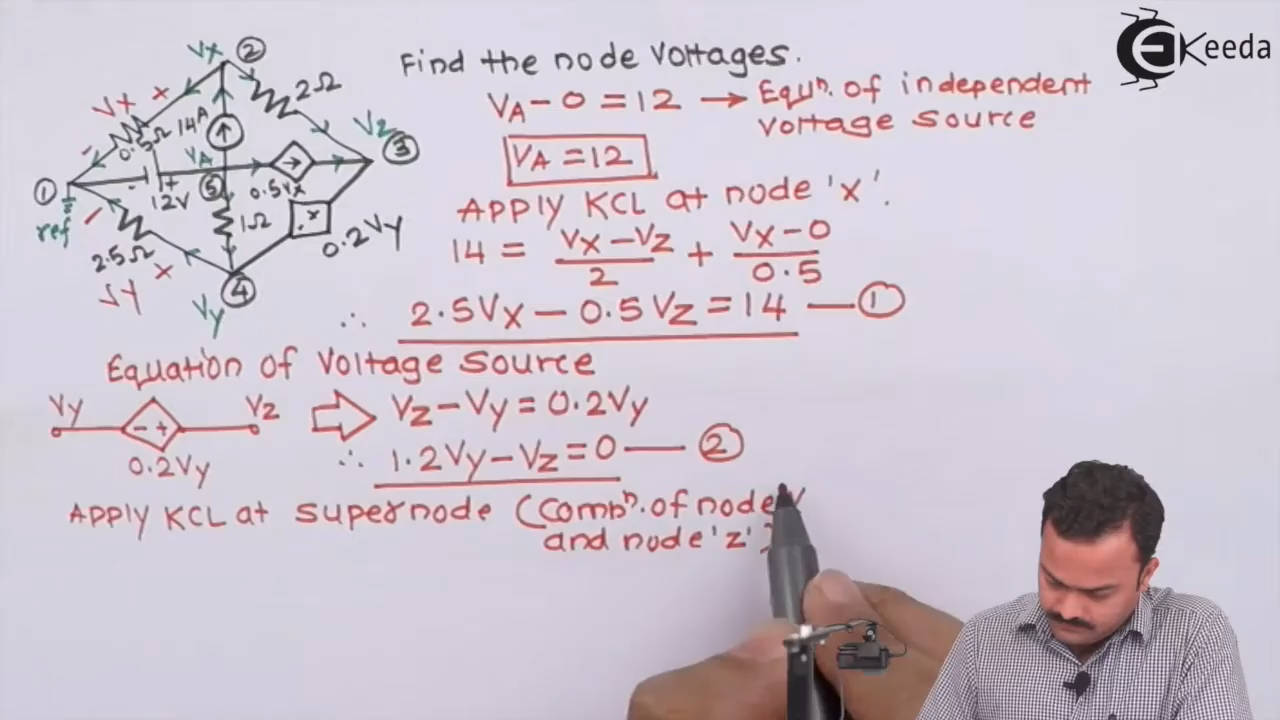 EKeeda
Find the node voltages.
Vx ②
2Ω
Vx
0.5Ω
14A
Vz ③
VA
①
- +
12V
⑤
0.5Vx
ref
1Ω
0.2Vy
2.5Ω
④
Vy
VA - 0 = 12 → Equⁿ. of independent
voltage source
VA = 12
APPLY KCL at node 'x'.
14 = Vx - Vz / 2 + Vx - 0 / 0.5
∴ 2.5Vx - 0.5Vz = 14 — ①
Equation of Voltage Source
Vy - + Vz ⇒ Vz - Vy = 0.2Vy
0.2Vy
∴ 1.2Vy - Vz = 0 — ②
APPLY KCL at supernode (Combⁿ. of node
and node 'z')